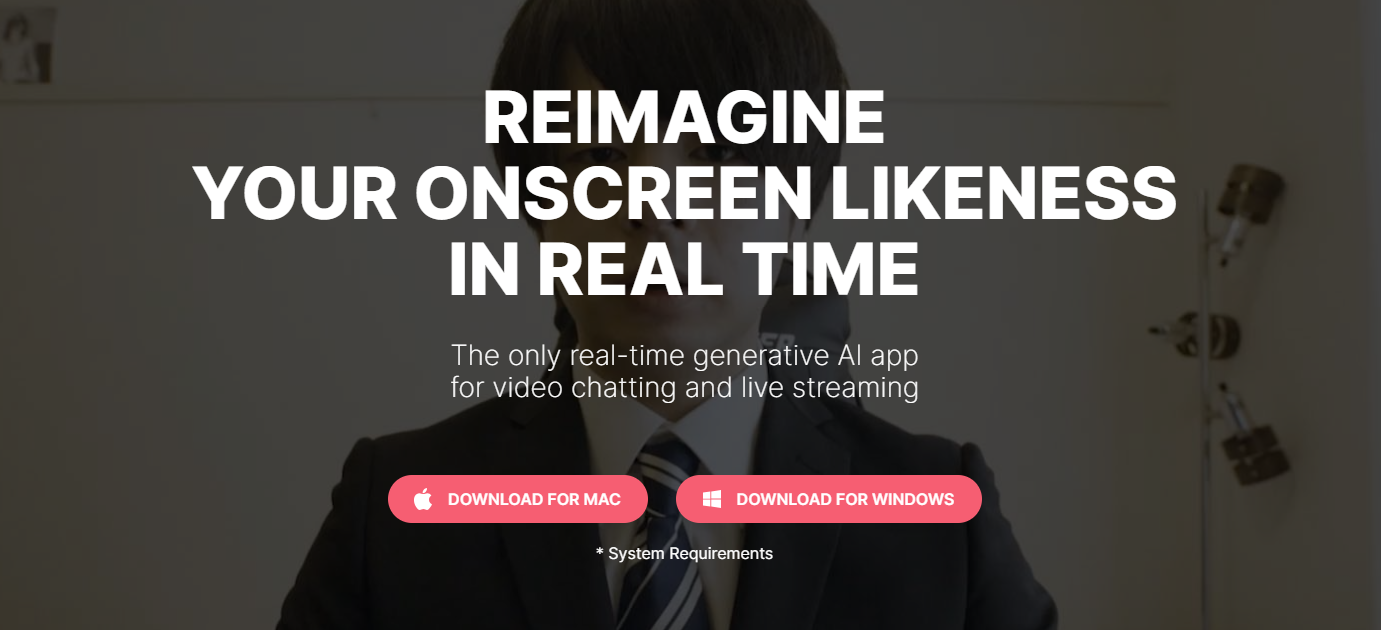 REIMAGINE
YOUR ONSCREEN LIKENESS
IN REAL TIME
The only real-time generative AI app
for video chatting and live streaming
DOWNLOAD FOR MAC
DOWNLOAD FOR WINDOWS
* System Requirements